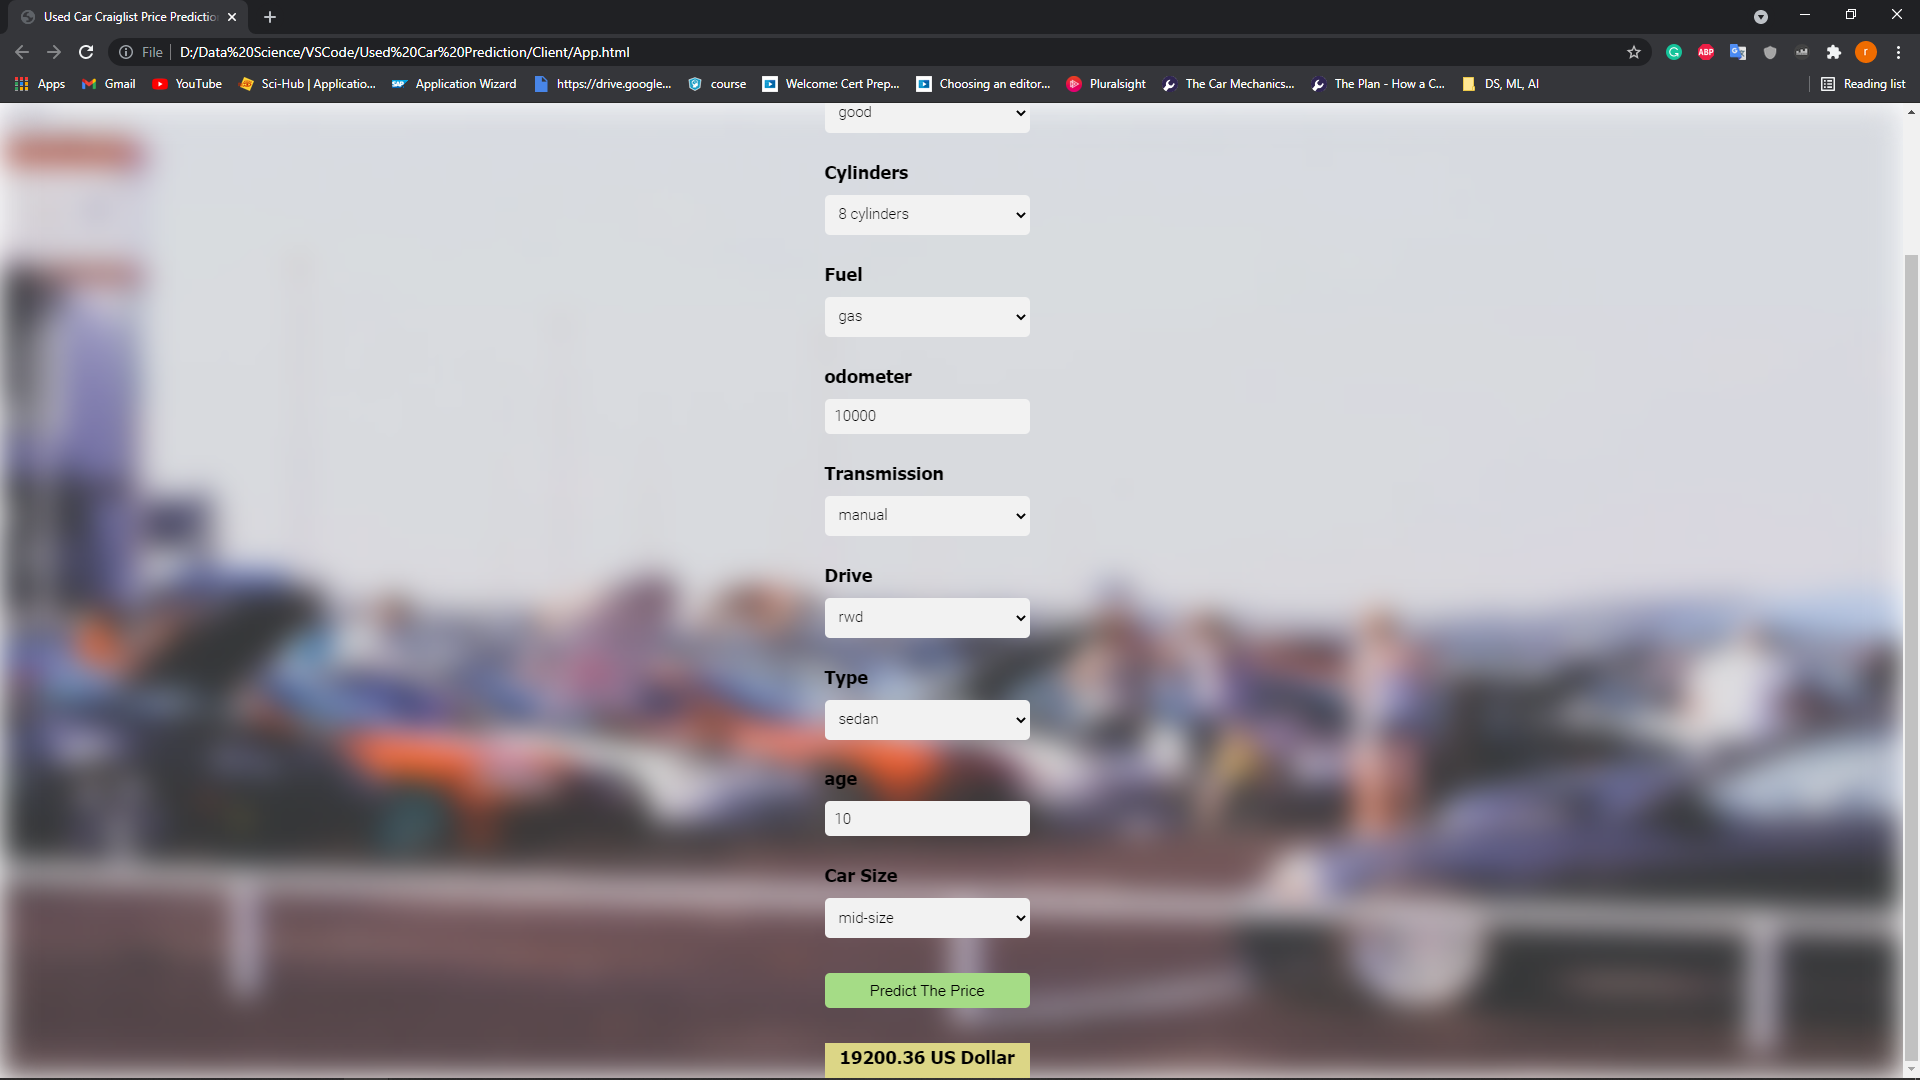 Used Car Craiglist Price Predictio
File
D:/Data%20Science/VSCode/Used%20Car%20Prediction/Client/App.html
ABP
r
Apps
Gmail
YouTube
Sci-Hub | Applicatio...
SAP
Application Wizard
https://drive.google...
course
Welcome: Cert Prep...
Choosing an editor...
Pluralsight
The Car Mechanics...
The Plan - How a C...
DS, ML, AI
Reading list
good
Cylinders
8 cylinders
Fuel
gas
odometer
10000
Transmission
manual
Drive
rwd
Type
sedan
age
10
Car Size
mid-size
Predict The Price
19200.36 US Dollar